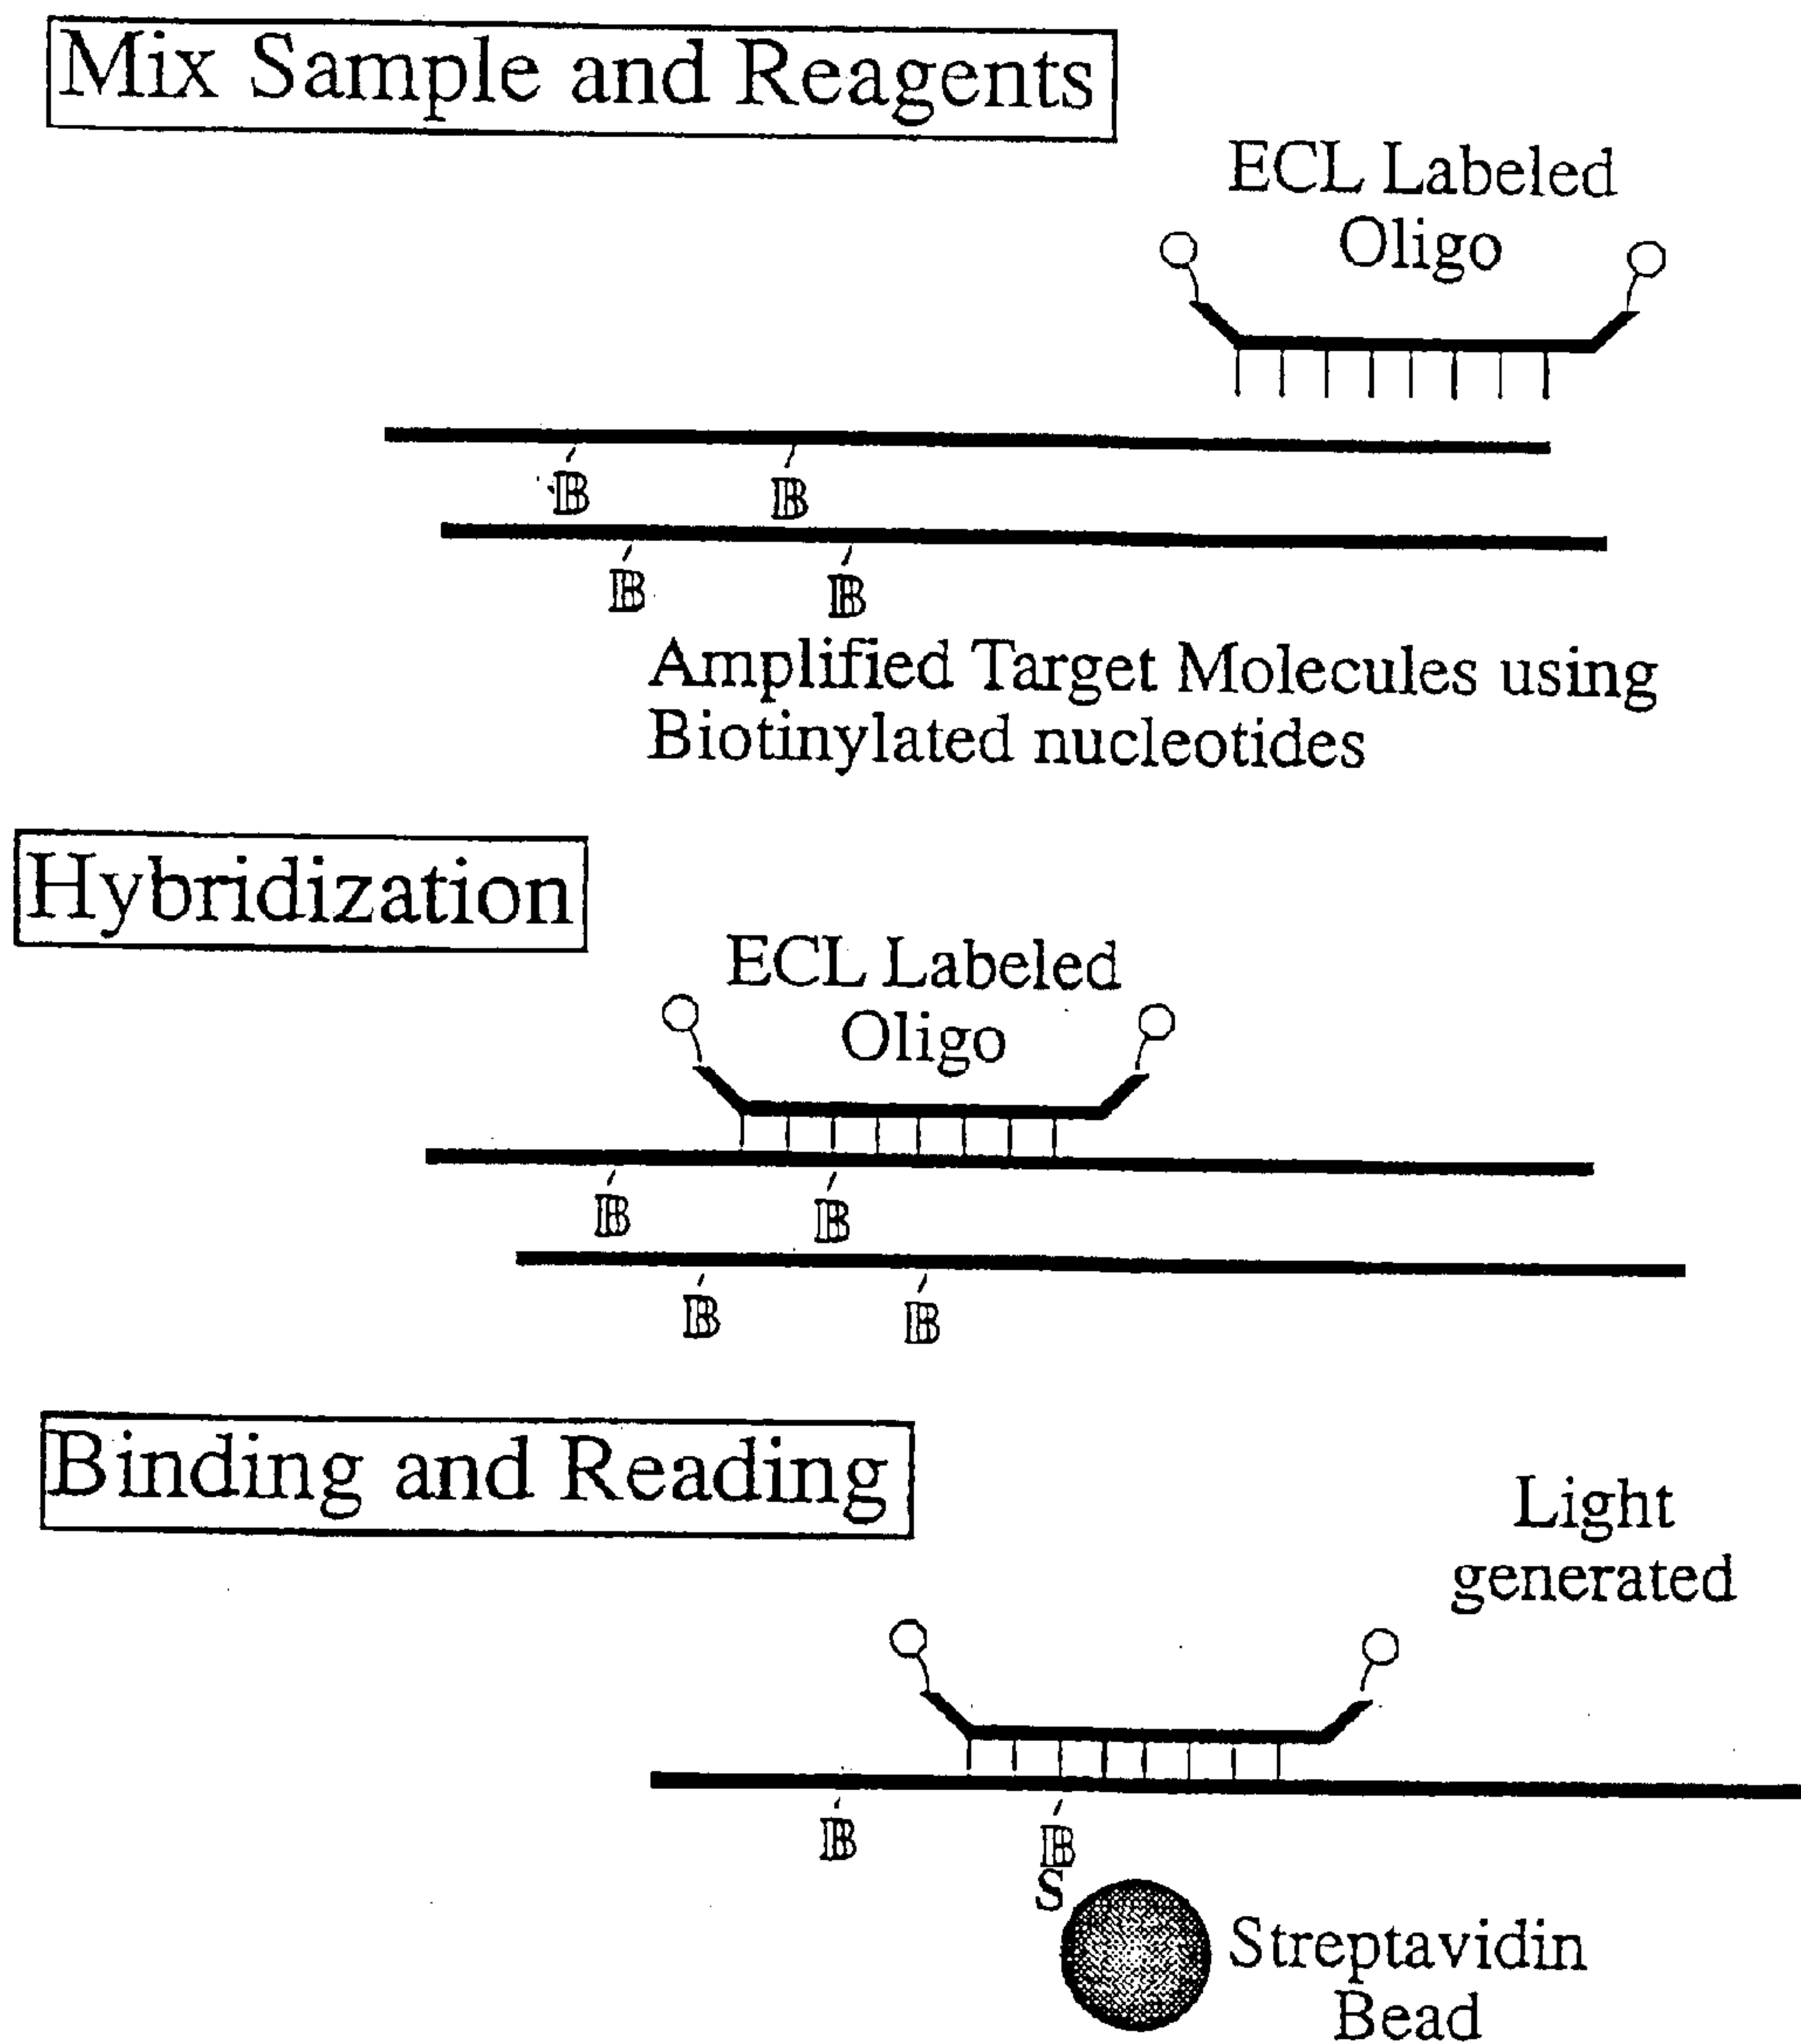 Mix Sample and Reagents
ECL Labeled
Oligo
B B
B B
Amplified Target Molecules using
Biotinylated nucleotides
Hybridization
ECL Labeled
Oligo
B B
B B
Binding and Reading
Light
generated
B B
S
Streptavidin
Bead